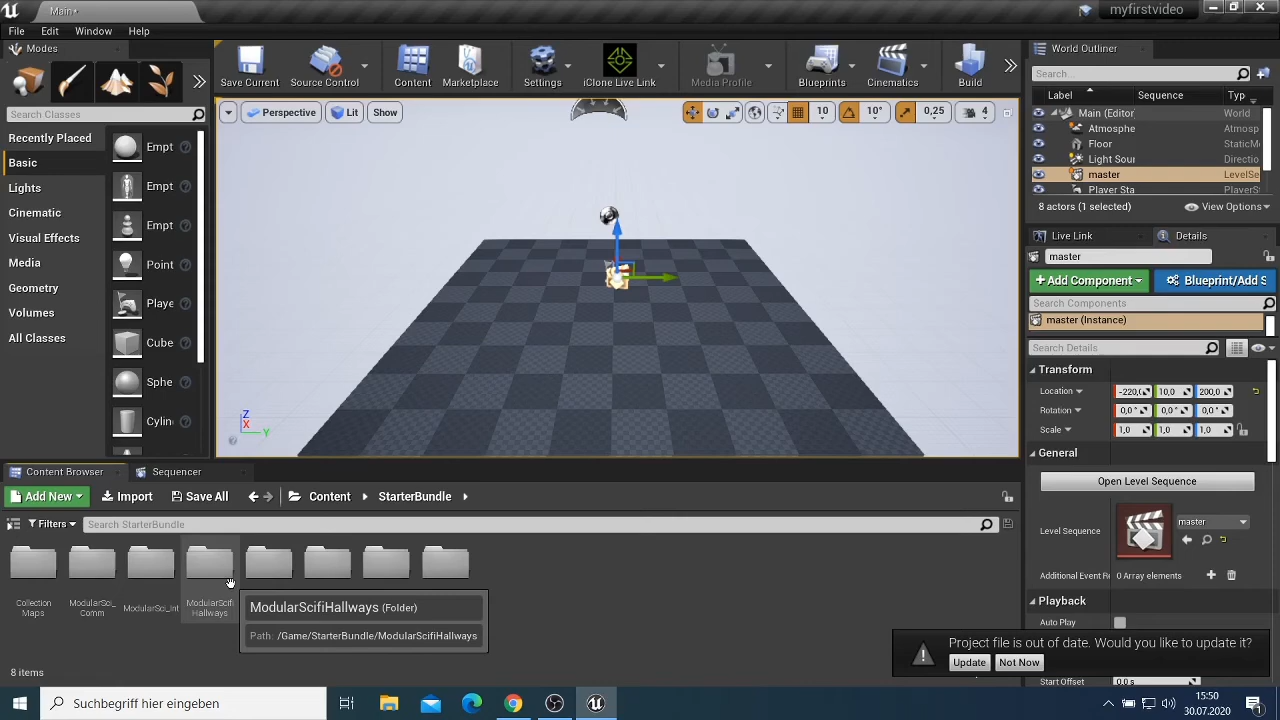 Main*
myfirstvideo
File Edit Window Help
Modes
Search Classes
Recently Placed
Basic
Lights
Cinematic
Visual Effects
Media
Geometry
Volumes
All Classes
Empt
Empt
Empt
Point
Playe
Cube
Sphe
Cylin
Save Current Source Control Content Marketplace Settings iClone Live Link Media Profile Blueprints Cinematics Build
Perspective Lit Show 10 10° 0,25 4
Z
X
Y
World Outliner
Search...
Label Sequence Typ
Main (Editor World
Atmosphe Atmosp
Floor StaticM
Light Sour Directio
master LevelSe
Player Sta PlayerS
8 actors (1 selected) View Options
Live Link Details
master
Add Component Blueprint/Add S
Search Components
master (Instance)
Search Details
Transform
Location -220,( 10,0 200,0
Rotation 0,0 ° 0,0 ° 0,0 °
Scale 1,0 1,0 1,0
General
Open Level Sequence
Level Sequence master
Additional Event Re 0 Array elements
Playback
Auto Play
Start Offset 0,0 s
Content Browser Sequencer
Add New Import Save All Content StarterBundle
Filters Search StarterBundle
Collection
Maps
ModularSci_
Comm
ModularSci_Int
ModularScifi
Hallways
ModularScifiHallways (Folder)
Path: /Game/StarterBundle/ModularScifiHallways
8 items
Project file is out of date. Would you like to update it?
Update Not Now
Suchbegriff hier eingeben
15:50
30.07.2020
1